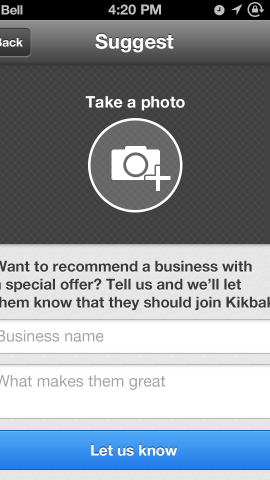 Bell 4:20 PM
Back Suggest
Take a photo
Want to recommend a business with
a special offer? Tell us and we'll let
them know that they should join Kikbak
Business name
What makes them great
Let us know